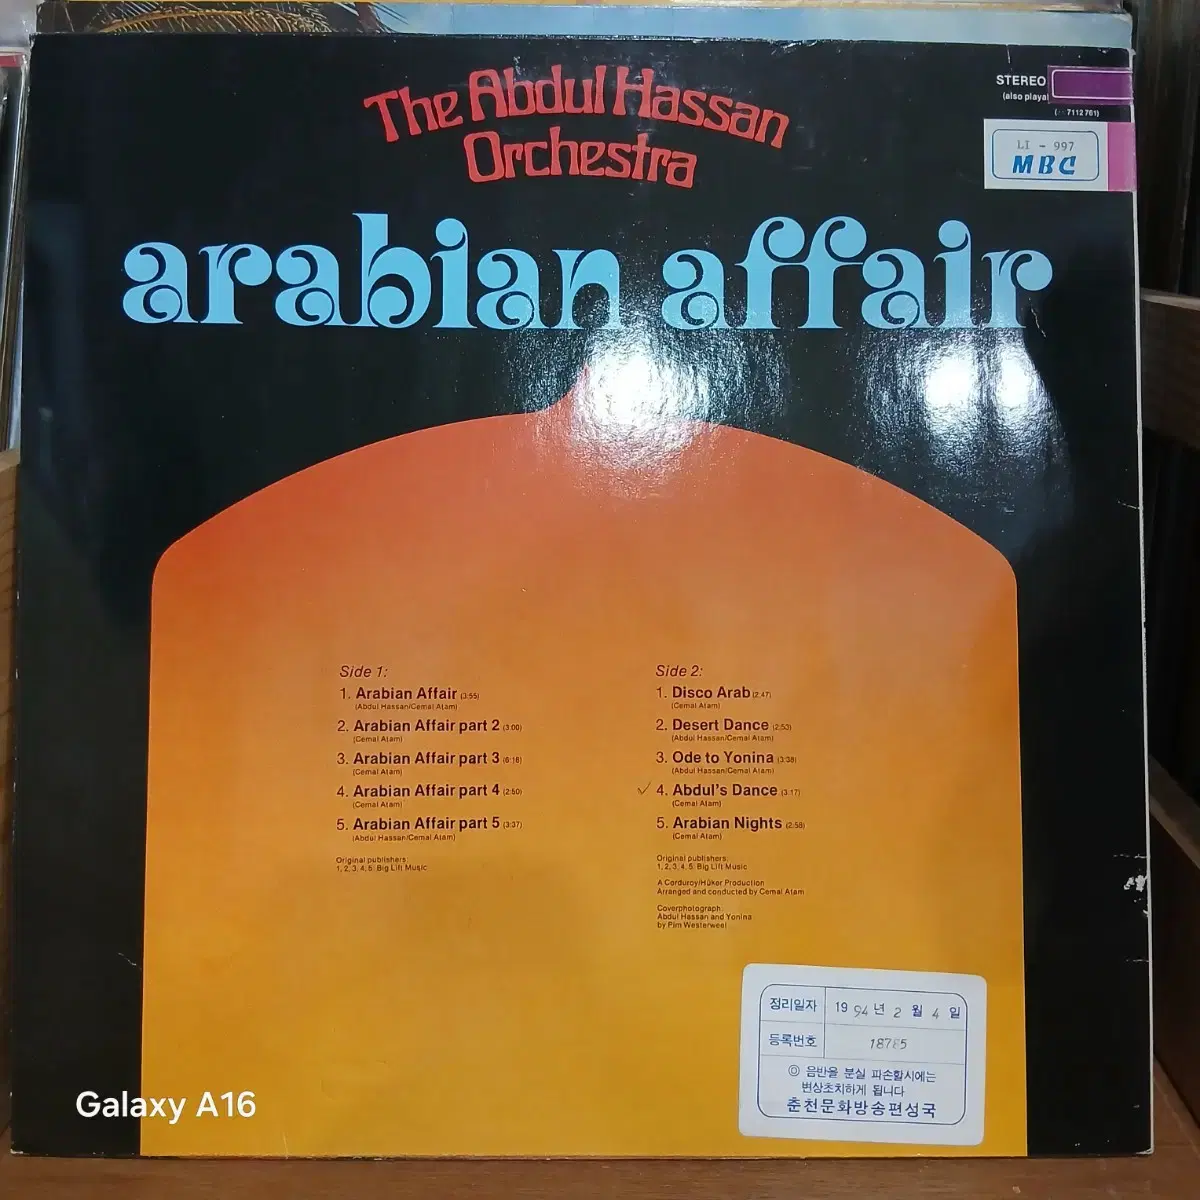 The Abdul Hassan
Orchestra
STEREO
(also playa
7112 761)
LI - 997
MBC
arabian affair
Side 1:
1. Arabian Affair (3:55)
(Abdul Hassan/Cemal Atam)
2. Arabian Affair part 2 (3:00)
(Cemal Atam)
3. Arabian Affair part 3 (6:16)
(Cemal Atam)
4. Arabian Affair part 4 (2:50)
(Cemal Atam)
5. Arabian Affair part 5 (3:37)
(Abdul Hassan/Cemal Atam)
Original publishers:
1, 2, 3, 4, 5: Big Lift Music
Side 2:
1. Disco Arab (2:47)
(Cemal Atam)
2. Desert Dance (2:53)
(Abdul Hassan/Cemal Atam)
3. Ode to Yonina (3:38)
(Abdul Hassan/Cemal Atam)
✓ 4. Abdul's Dance (3:17)
(Cemal Atam)
5. Arabian Nights (2:58)
(Cemal Atam)
Original publishers:
1, 2, 3, 4, 5: Big Lift Music
A Corduroy/Hüker Production
Arranged and conducted by Cemal Atam
Coverphotograph:
Abdul Hassan and Yonina
by Pim Westerweel
정리일자 1994년 2월 4일
등록번호 18785
◎ 음반을 분실 파손할시에는
변상조치하게 됩니다
춘천문화방송편성국
Galaxy A16